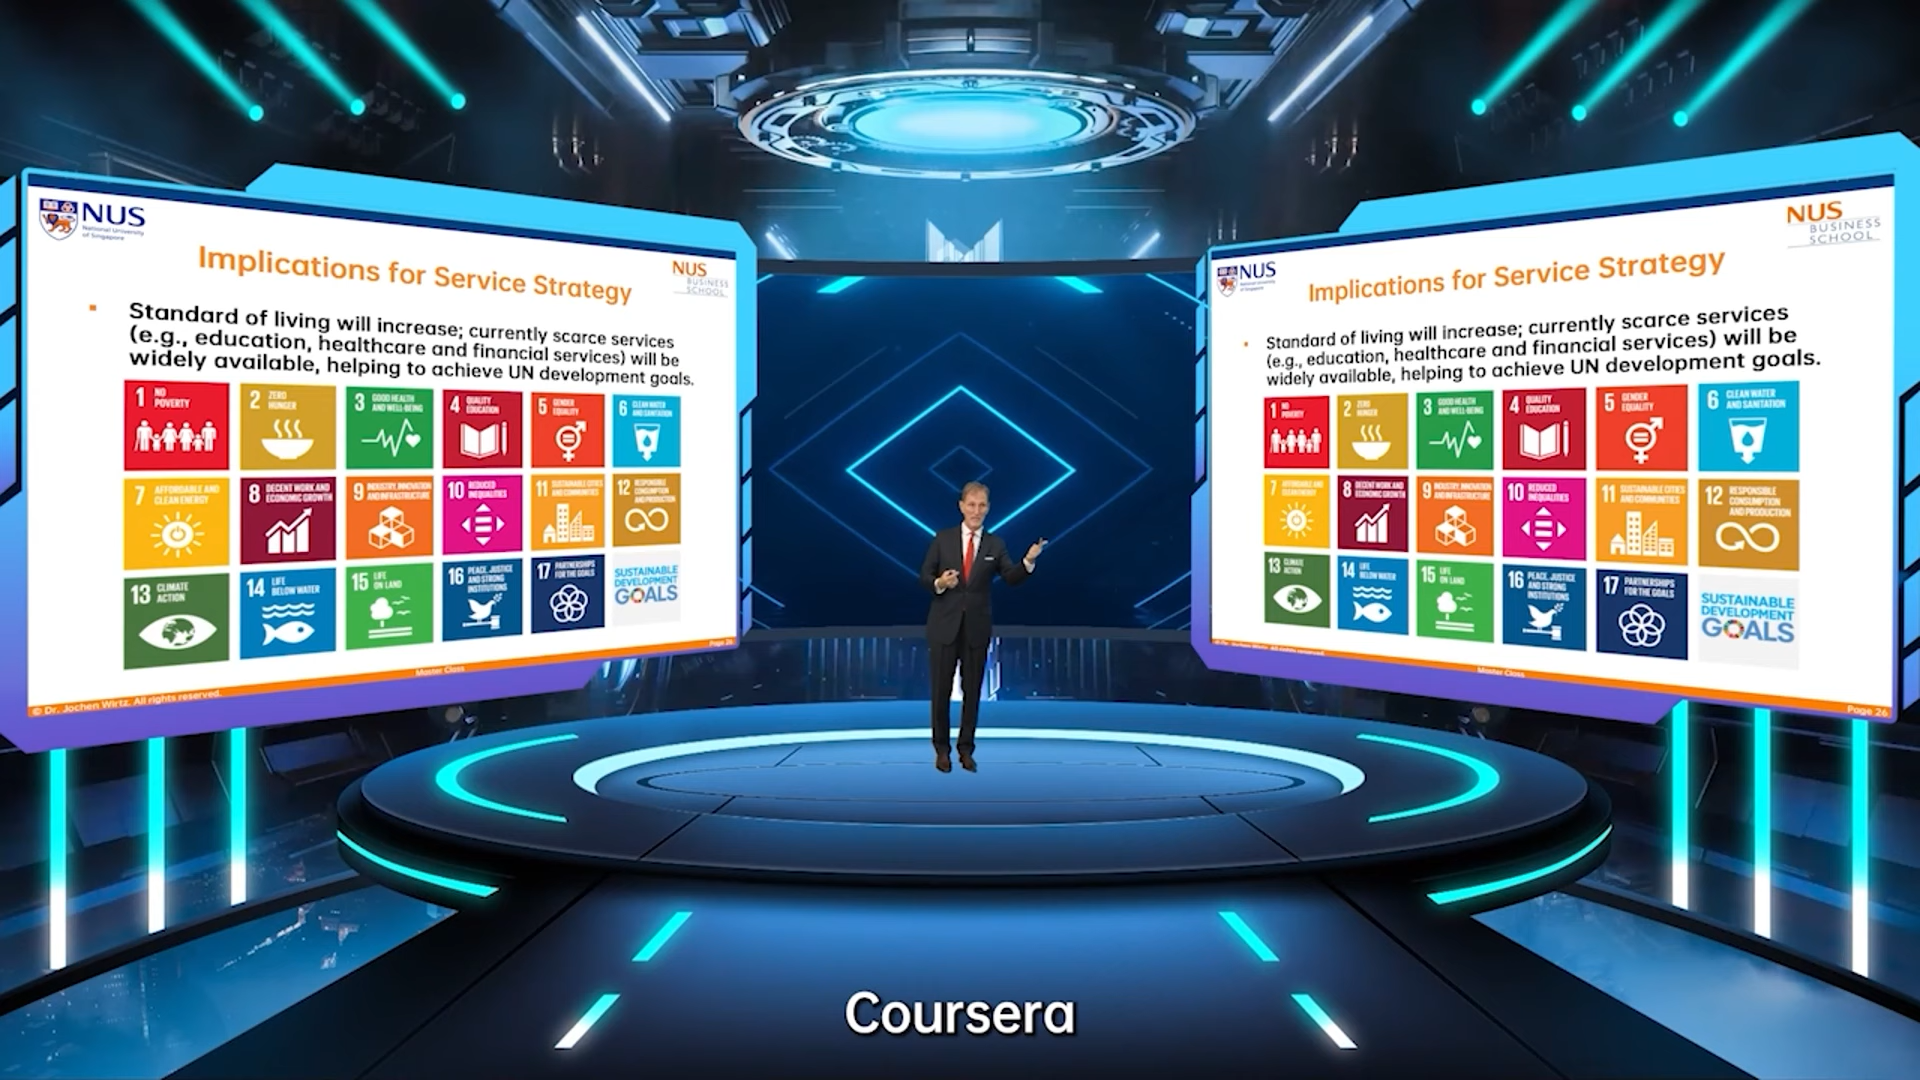 NUS
National University
of Singapore
Implications for Service Strategy
NUS
BUSINESS
SCHOOL
Standard of living will increase; currently scarce services
(e.g., education, healthcare and financial services) will be
widely available, helping to achieve UN development goals.
1 NO
POVERTY
2 ZERO
HUNGER
3 GOOD HEALTH
AND WELL-BEING
4 QUALITY
EDUCATION
5 GENDER
EQUALITY
6 CLEAN WATER
AND SANITATION
7 AFFORDABLE AND
CLEAN ENERGY
8 DECENT WORK AND
ECONOMIC GROWTH
9 INDUSTRY, INNOVATION
AND INFRASTRUCTURE
10 REDUCED
INEQUALITIES
11 SUSTAINABLE CITIES
AND COMMUNITIES
12 RESPONSIBLE
CONSUMPTION
AND PRODUCTION
13 CLIMATE
ACTION
14 LIFE
BELOW WATER
15 LIFE
ON LAND
16 PEACE, JUSTICE
AND STRONG
INSTITUTIONS
17 PARTNERSHIPS
FOR THE GOALS
SUSTAINABLE
DEVELOPMENT
GOALS
© Dr. Jochen Wirtz. All rights reserved.
Master Class
Page 26
NUS
National University
of Singapore
Implications for Service Strategy
NUS
BUSINESS
SCHOOL
Standard of living will increase; currently scarce services
(e.g., education, healthcare and financial services) will be
widely available, helping to achieve UN development goals.
1 NO
POVERTY
2 ZERO
HUNGER
3 GOOD HEALTH
AND WELL-BEING
4 QUALITY
EDUCATION
5 GENDER
EQUALITY
6 CLEAN WATER
AND SANITATION
7 AFFORDABLE AND
CLEAN ENERGY
8 DECENT WORK AND
ECONOMIC GROWTH
9 INDUSTRY, INNOVATION
AND INFRASTRUCTURE
10 REDUCED
INEQUALITIES
11 SUSTAINABLE CITIES
AND COMMUNITIES
12 RESPONSIBLE
CONSUMPTION
AND PRODUCTION
13 CLIMATE
ACTION
14 LIFE
BELOW WATER
15 LIFE
ON LAND
16 PEACE, JUSTICE
AND STRONG
INSTITUTIONS
17 PARTNERSHIPS
FOR THE GOALS
SUSTAINABLE
DEVELOPMENT
GOALS
© Dr. Jochen Wirtz. All rights reserved.
Master Class
Page 26
Coursera